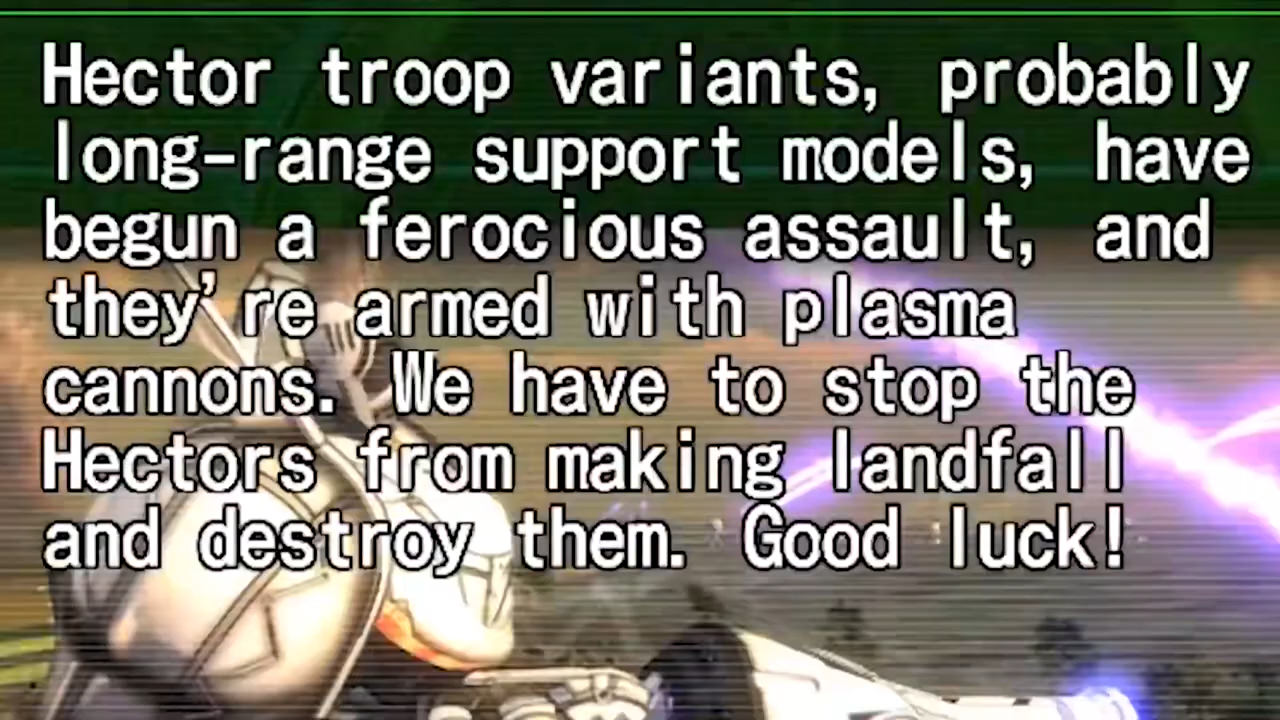 Hector troop variants, probably
long-range support models, have
begun a ferocious assault, and
they're armed with plasma
cannons. We have to stop the
Hectors from making landfall
and destroy them. Good luck!